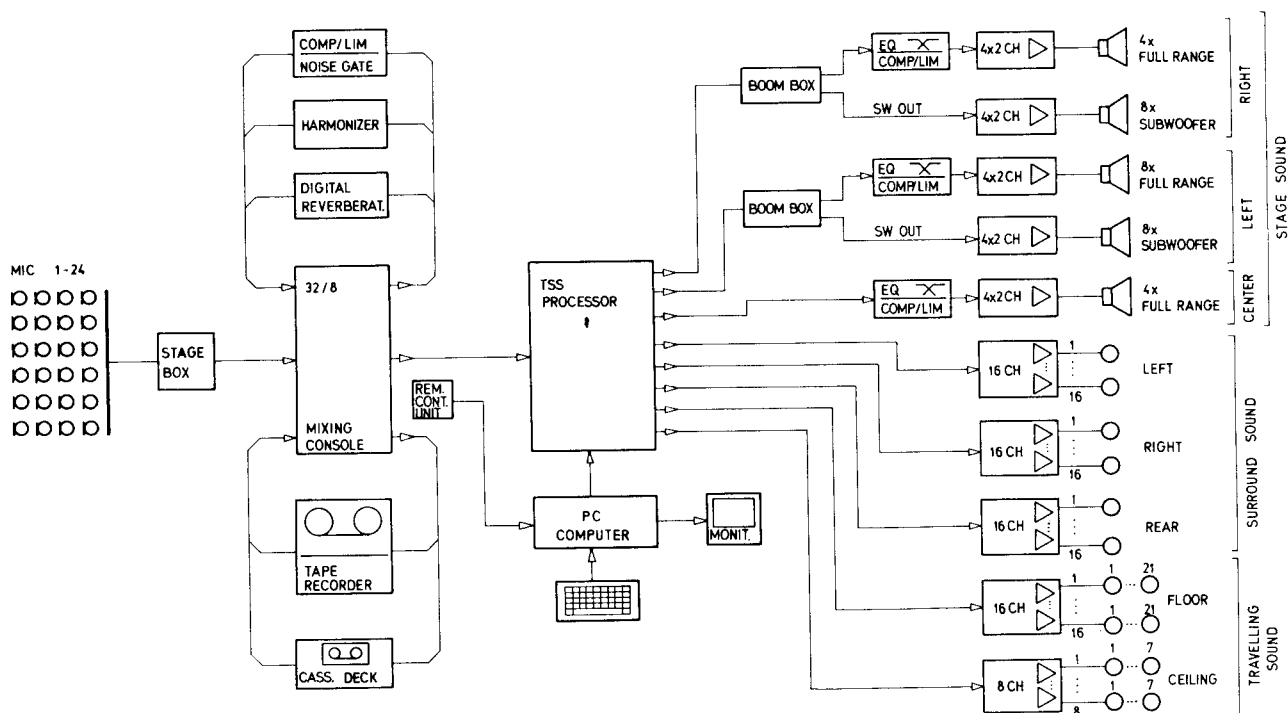 COMP/LIM
NOISE GATE
HARMONIZER
DIGITAL
REVERBERAT.
MIC 1-24
STAGE
BOX
32/8
MIXING
CONSOLE
TAPE
RECORDER
CASS. DECK
REM.
CONT.
UNIT
TSS
PROCESSOR
PC
COMPUTER
MONIT.
BOOM BOX
EQ
COMP/LIM
4x2 CH
4x
FULL RANGE
SW OUT
4x2 CH
8x
SUBWOOFER
RIGHT
BOOM BOX
EQ
COMP/LIM
4x2 CH
8x
FULL RANGE
SW OUT
4x2 CH
8x
SUBWOOFER
LEFT
EQ
COMP/LIM
4x2 CH
4x
FULL RANGE
CENTER
STAGE SOUND
16 CH
1
16
LEFT
16 CH
1
16
RIGHT
16 CH
1
16
REAR
SURROUND SOUND
16 CH
1
16
1 21
1 21
FLOOR
8 CH
1
8
1 7
1 7
CEILING
TRAVELLING
SOUND